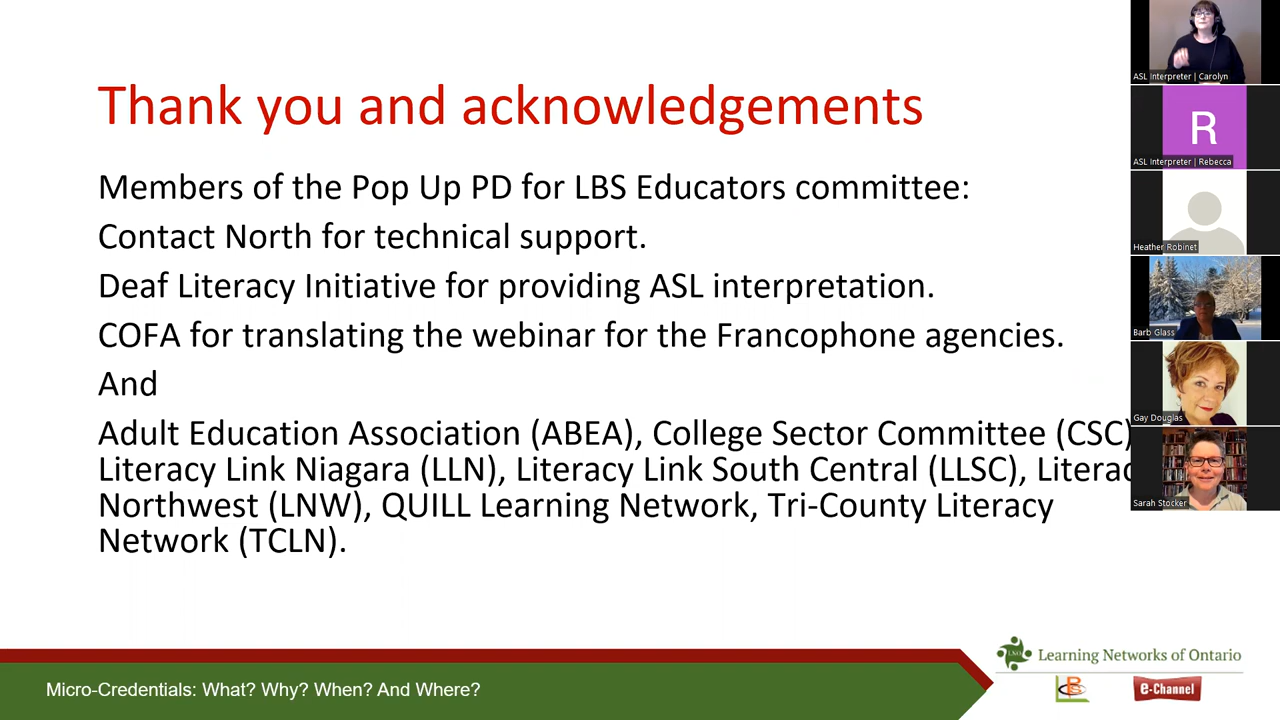 Thank you and acknowledgements
Members of the Pop Up PD for LBS Educators committee:
Contact North for technical support.
Deaf Literacy Initiative for providing ASL interpretation.
COFA for translating the webinar for the Francophone agencies.
And
Adult Education Association (ABEA), College Sector Committee (CSC)
Literacy Link Niagara (LLN), Literacy Link South Central (LLSC),
Northwest (LNW), QUILL Learning Network, Tri-County Literacy
Network (TCLN).
Micro-Credentials: What? Why? When? And Where?
ASL Interpreter | Carolyn
R
ASL Interpreter | Rebecca
Heather Robinet
Barb Glass
Gay Douglas
Sarah Stocker
LNO
Learning Networks of Ontario
LBS
e-Channel